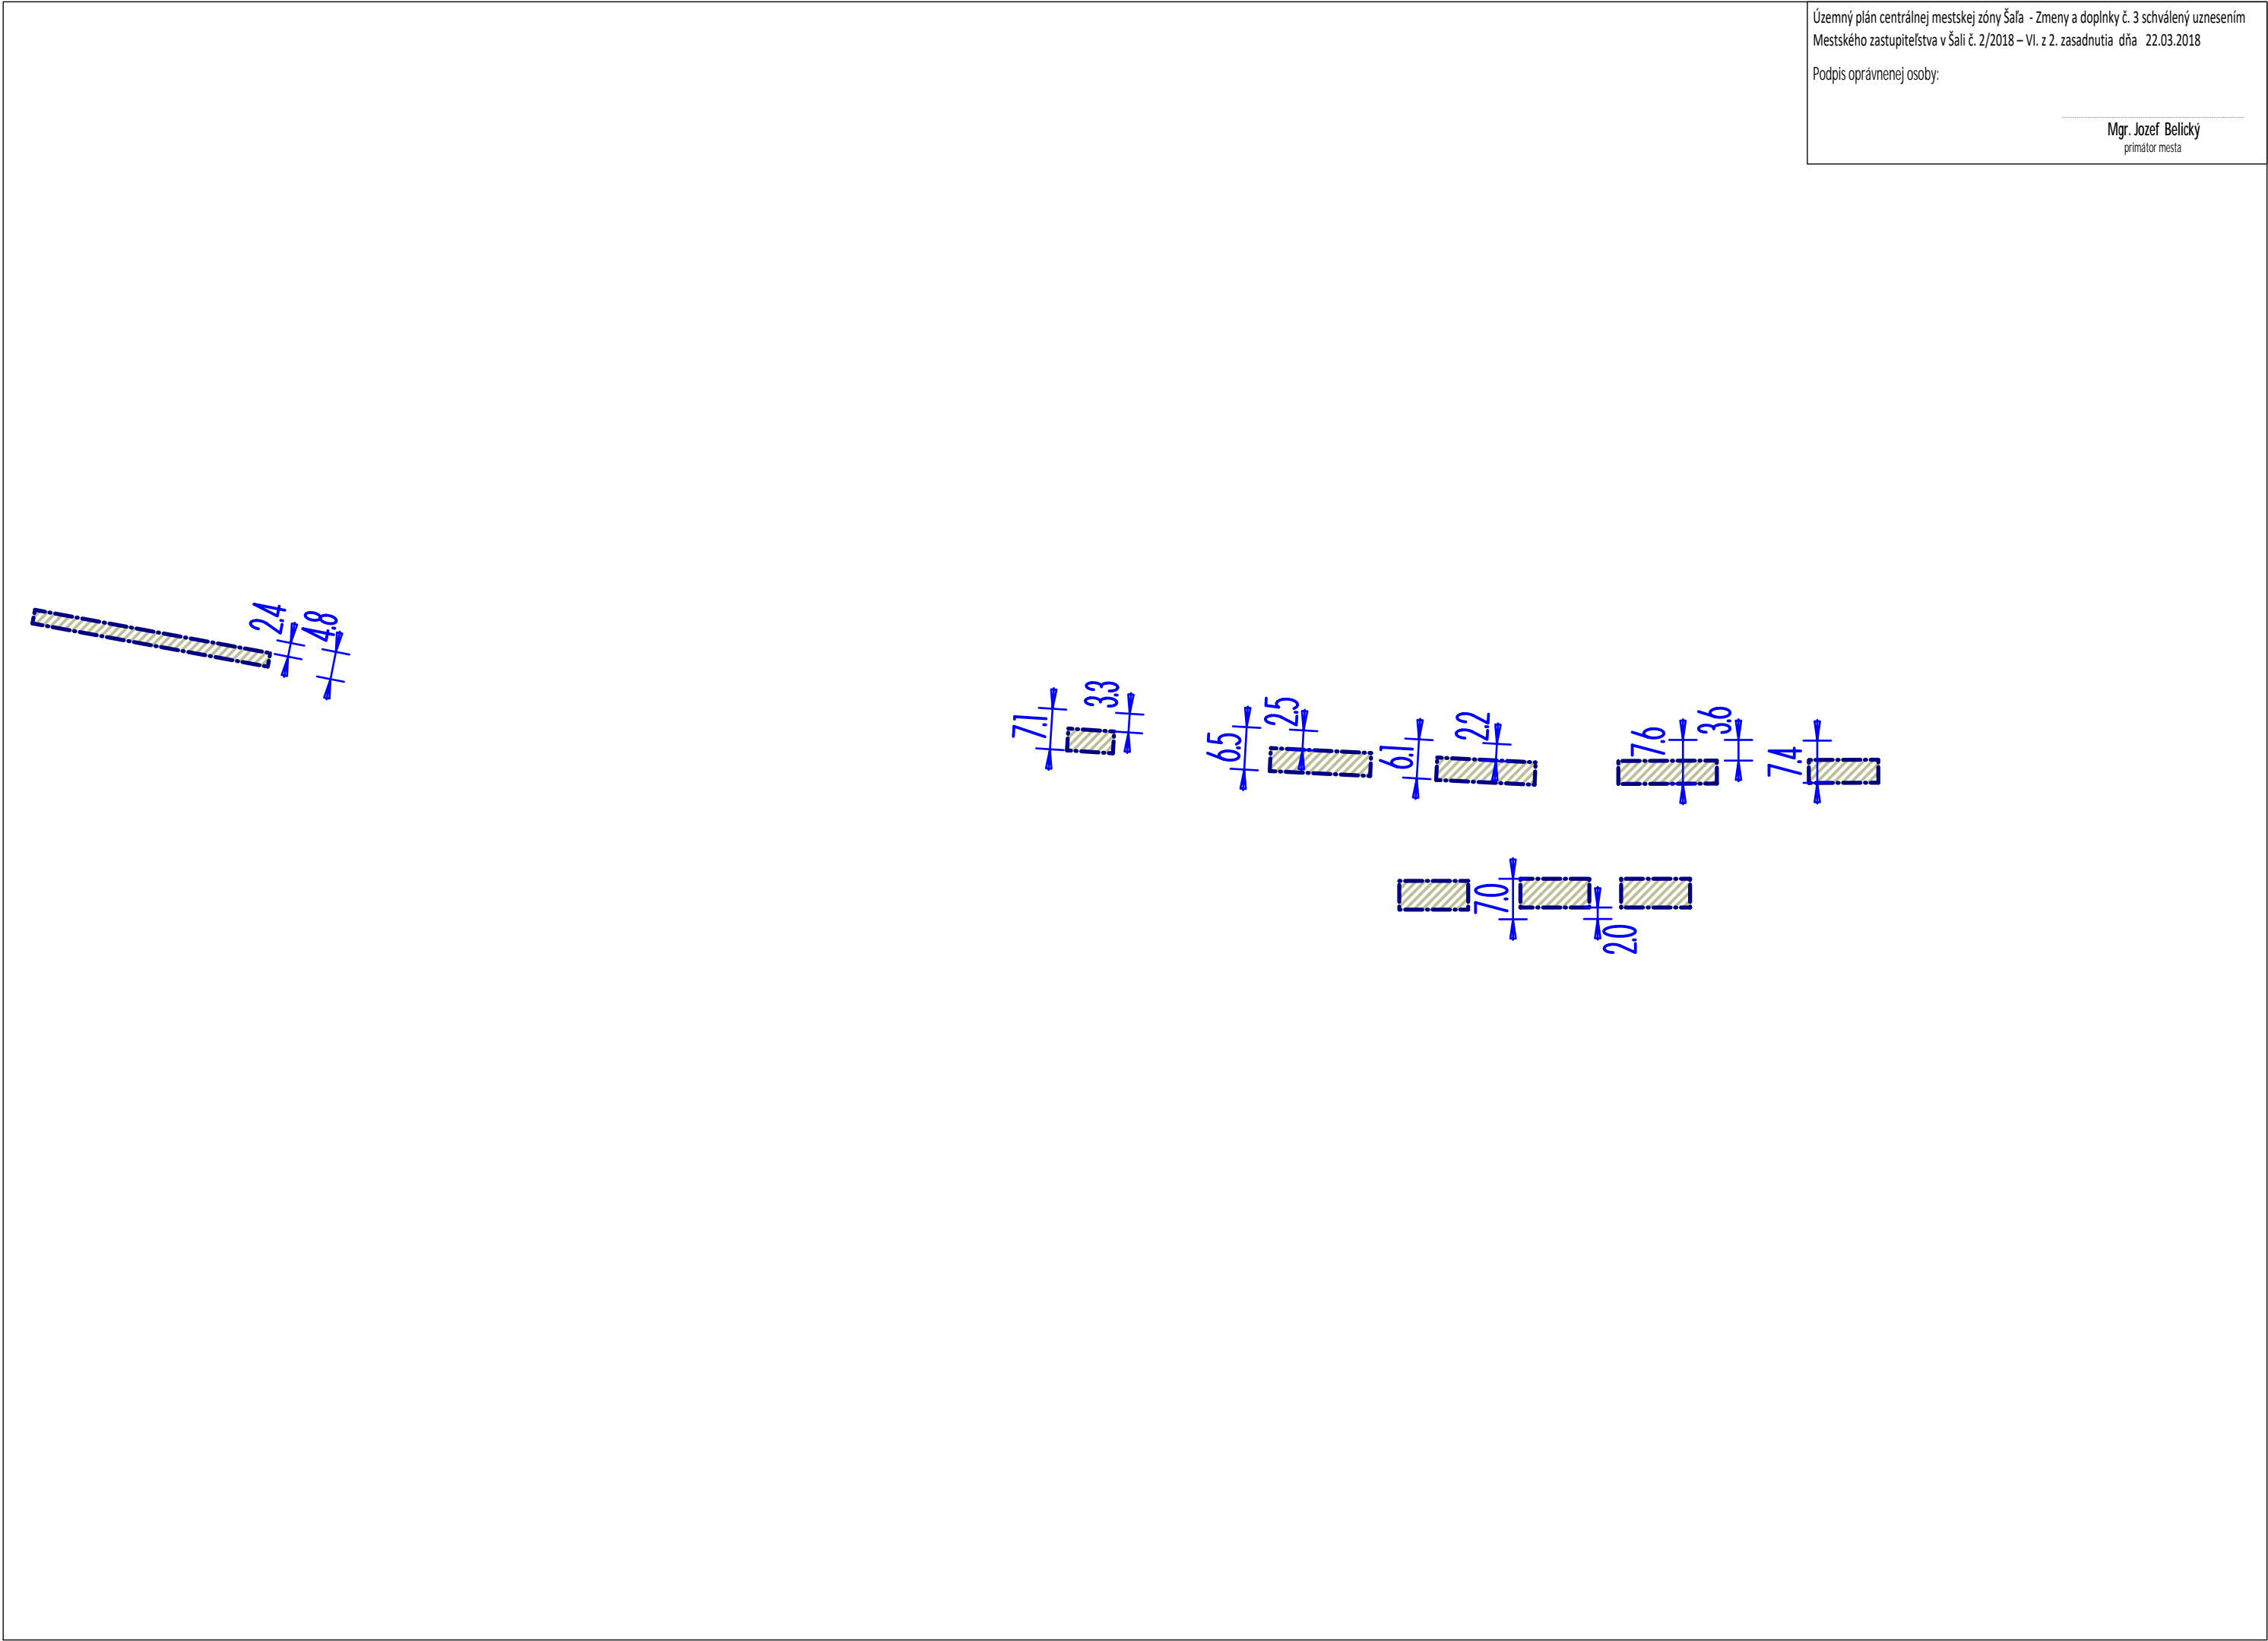 Územný plán centrálnej mestskej zóny Šaľa - Zmeny a doplnky č. 3 schválený uznesením
Mestského zastupiteľstva v Šali č. 2/2018 – VI. z 2. zasadnutia dňa 22.03.2018
Podpis oprávnenej osoby:
Mgr. Jozef Belický
primátor mesta
2.4
4.8
7.1
3.3
6.5
2.5
6.1
2.2
7.6
3.6
7.4
7.0
2.0